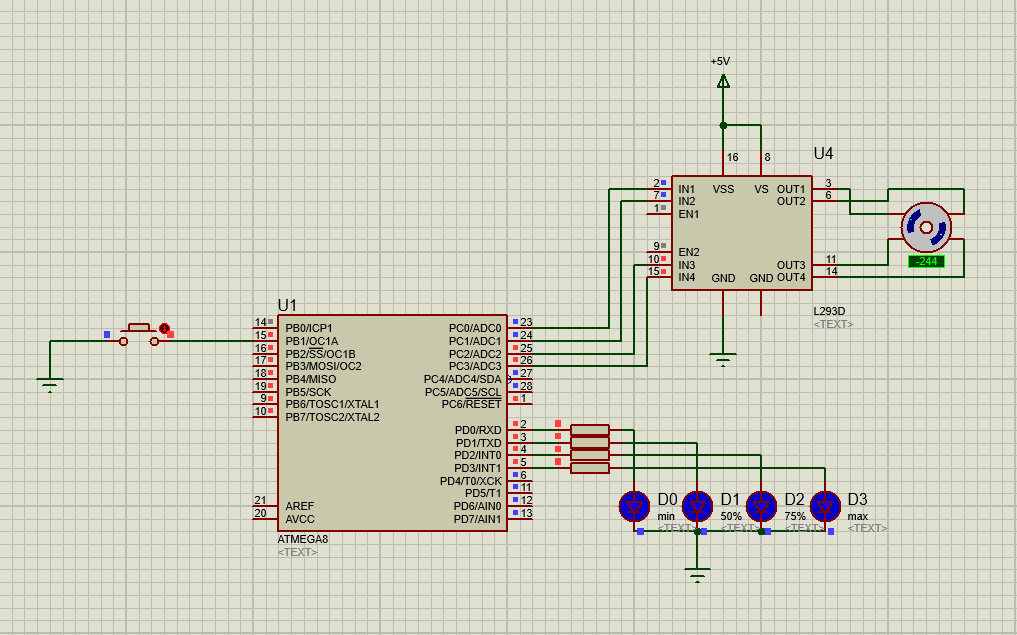 +5V
U4
16
8
2
7
1
9
10
15
IN1
IN2
EN1
EN2
IN3
IN4
VSS
VS
OUT1
OUT2
OUT3
OUT4
GND
GND
3
6
11
14
-244
L293D
<TEXT>
U1
14
15
16
17
18
19
9
10
21
20
PB0/ICP1
PB1/OC1A
PB2/SS/OC1B
PB3/MOSI/OC2
PB4/MISO
PB5/SCK
PB6/TOSC1/XTAL1
PB7/TOSC2/XTAL2
AREF
AVCC
PC0/ADC0
PC1/ADC1
PC2/ADC2
PC3/ADC3
PC4/ADC4/SDA
PC5/ADC5/SCL
PC6/RESET
PD0/RXD
PD1/TXD
PD2/INT0
PD3/INT1
PD4/T0/XCK
PD5/T1
PD6/AIN0
PD7/AIN1
23
24
25
26
27
28
1
2
3
4
5
6
11
12
13
ATMEGA8
<TEXT>
D0
min
<TEXT>
D1
50%
<TEXT>
D2
75%
<TEXT>
D3
max
<TEXT>